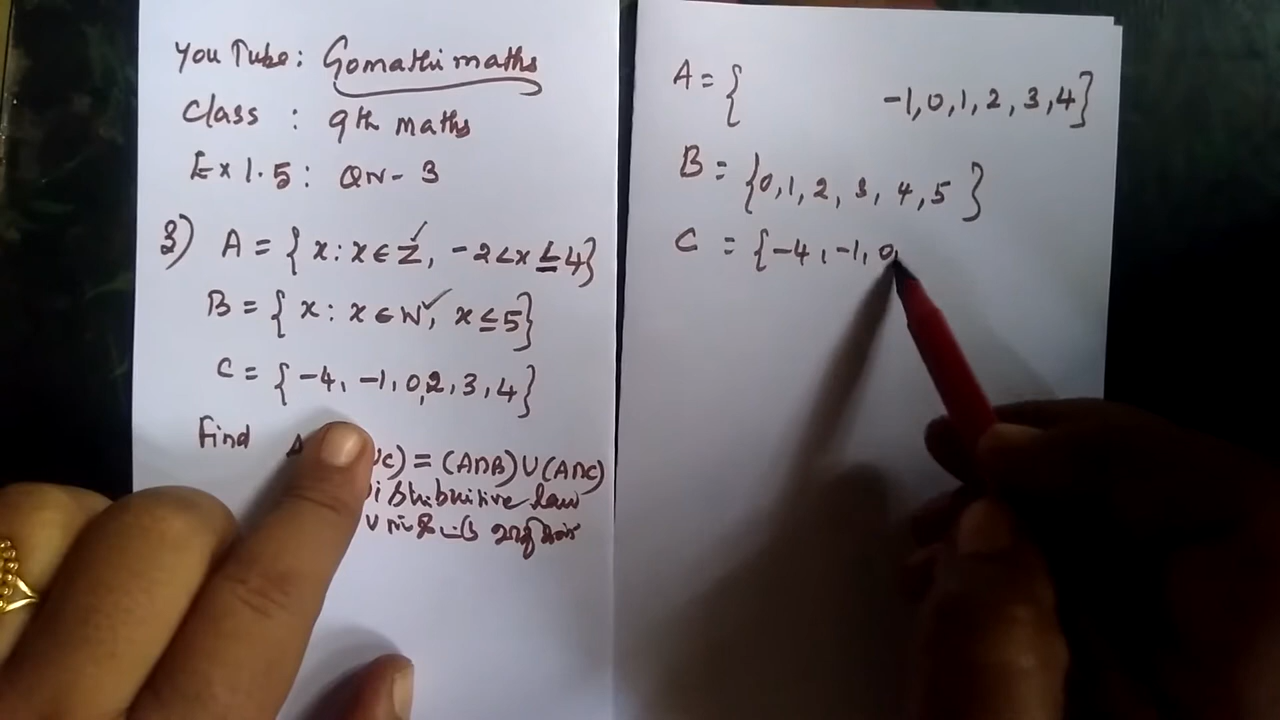 YouTube: Gomathi maths
Class : 9th maths
Ex 1.5: QN- 3
3) A = { x : x ∈ Z, -2 < x ≤ 4}
B = { x : x ∈ W, x ≤ 5}
C = { -4, -1, 0, 2, 3, 4}
Find A UC) = (A∩B) U (A∩C)
Distributive law
A = { -1, 0, 1, 2, 3, 4}
B = {0, 1, 2, 3, 4, 5 }
C = {-4, -1, 0,